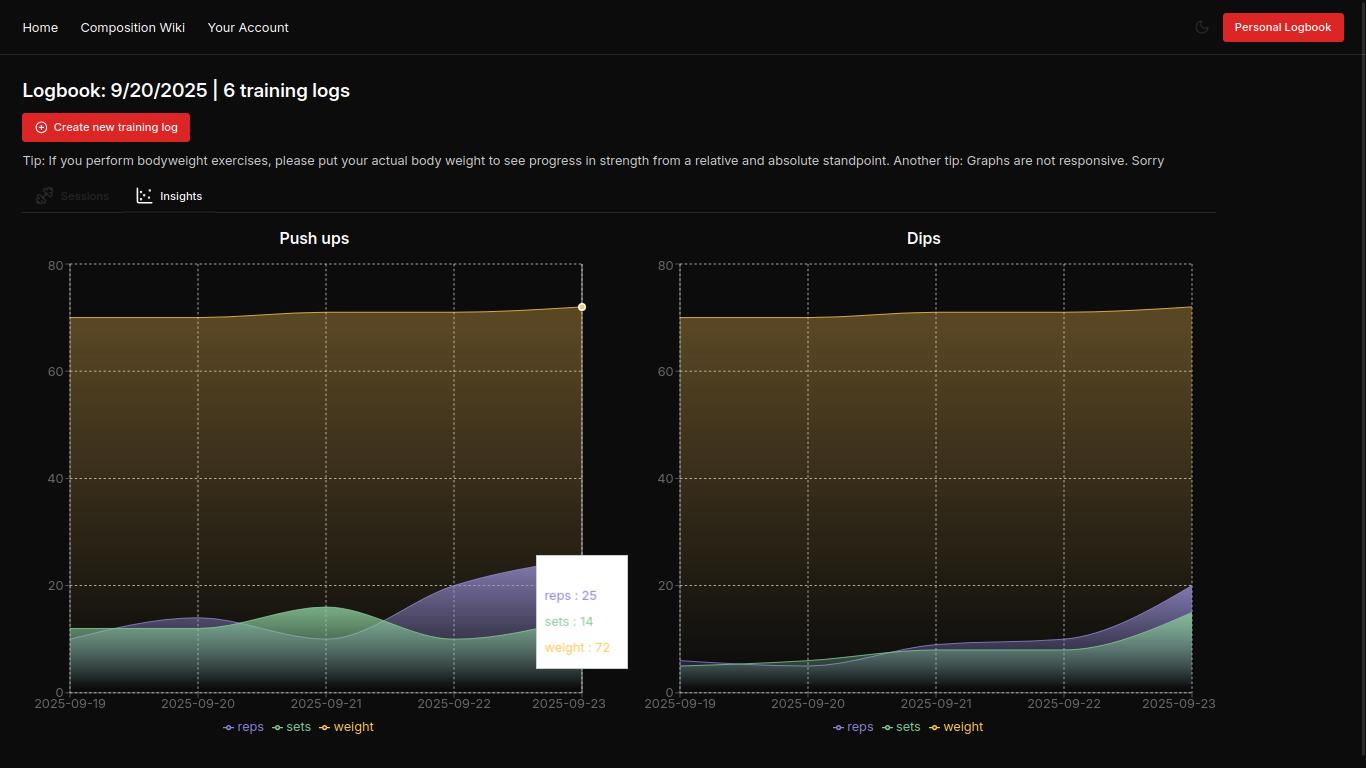 Home Composition Wiki Your Account Personal Logbook
Logbook: 9/20/2025 | 6 training logs
Create new training log
Tip: If you perform bodyweight exercises, please put your actual body weight to see progress in strength from a relative and absolute standpoint. Another tip: Graphs are not responsive. Sorry
Sessions Insights
Push ups
80
60
40
20
0
2025-09-19 2025-09-20 2025-09-21 2025-09-22 2025-09-23
reps : 25
sets : 14
weight : 72
reps sets weight
Dips
80
60
40
20
0
2025-09-19 2025-09-20 2025-09-21 2025-09-22 2025-09-23
reps sets weight